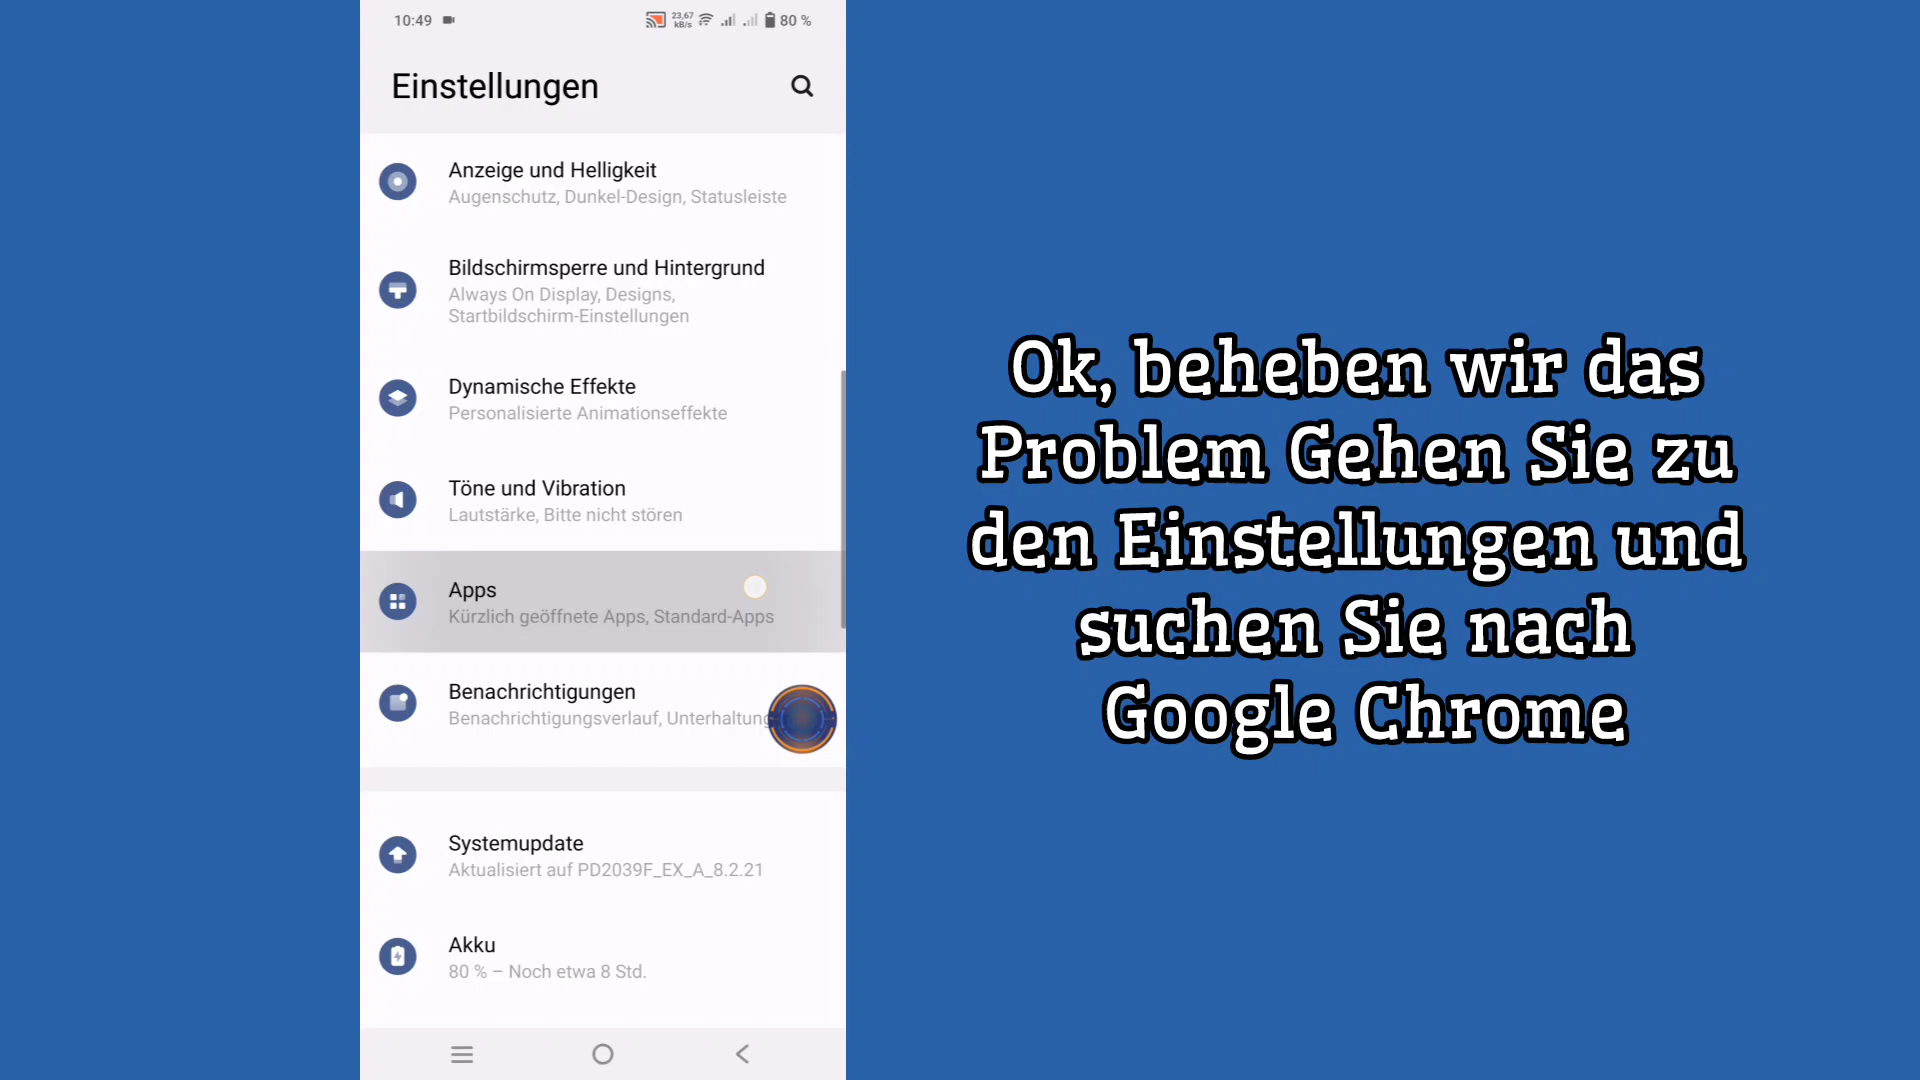 10:49
23,67
kB/s
80 %
Einstellungen
Anzeige und Helligkeit
Augenschutz, Dunkel-Design, Statusleiste
Bildschirmsperre und Hintergrund
Always On Display, Designs,
Startbildschirm-Einstellungen
Dynamische Effekte
Personalisierte Animationseffekte
Töne und Vibration
Lautstärke, Bitte nicht stören
Apps
Kürzlich geöffnete Apps, Standard-Apps
Benachrichtigungen
Benachrichtigungsverlauf, Unterhaltung
Systemupdate
Aktualisiert auf PD2039F_EX_A_8.2.21
Akku
80 % – Noch etwa 8 Std.
Ok, beheben wir das
Problem Gehen Sie zu
den Einstellungen und
suchen Sie nach
Google Chrome